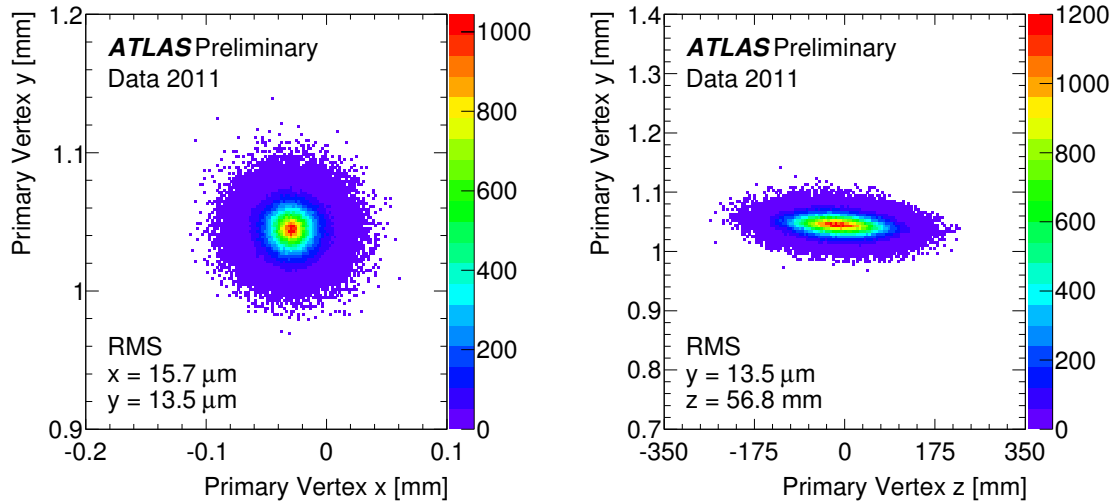 Primary Vertex y [mm]
1.2
1.1
1
0.9
ATLAS Preliminary
Data 2011
RMS
x = 15.7 μm
y = 13.5 μm
-0.2
-0.1
0
0.1
Primary Vertex x [mm]
1000
800
600
400
200
0
Primary Vertex y [mm]
1.4
1.3
1.2
1.1
1
0.9
0.8
0.7
ATLAS Preliminary
Data 2011
RMS
y = 13.5 μm
z = 56.8 mm
-350
-175
0
175
350
Primary Vertex z [mm]
1200
1000
800
600
400
200
0